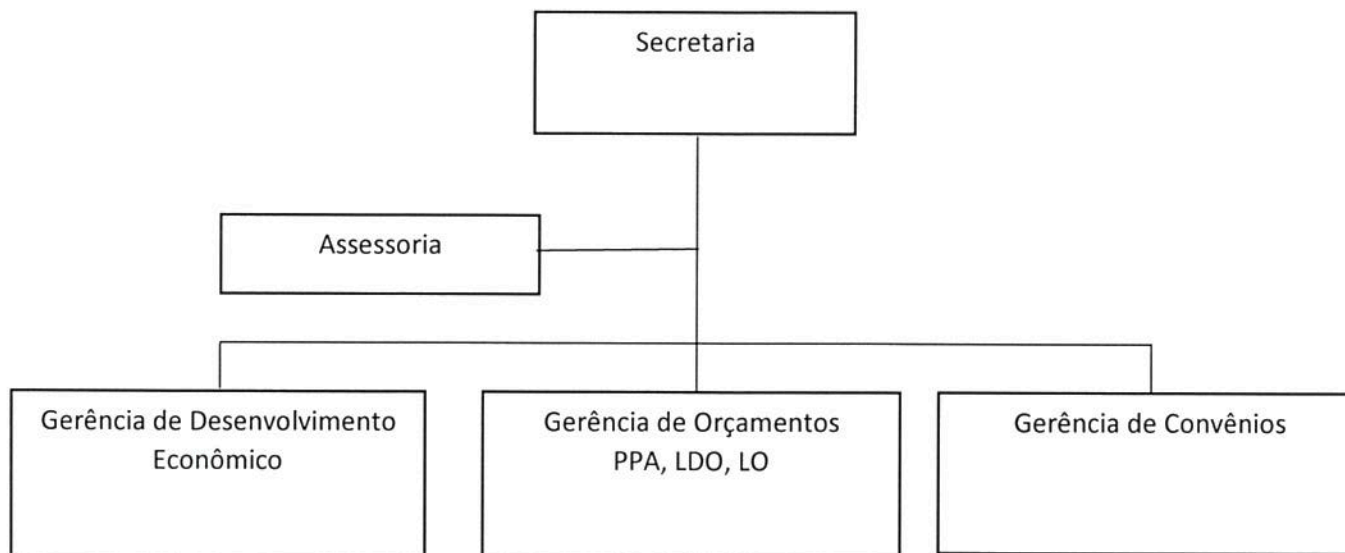 Secretaria
Assessoria
Gerência de Desenvolvimento
Econômico
Gerência de Orçamentos
PPA, LDO, LO
Gerência de Convênios